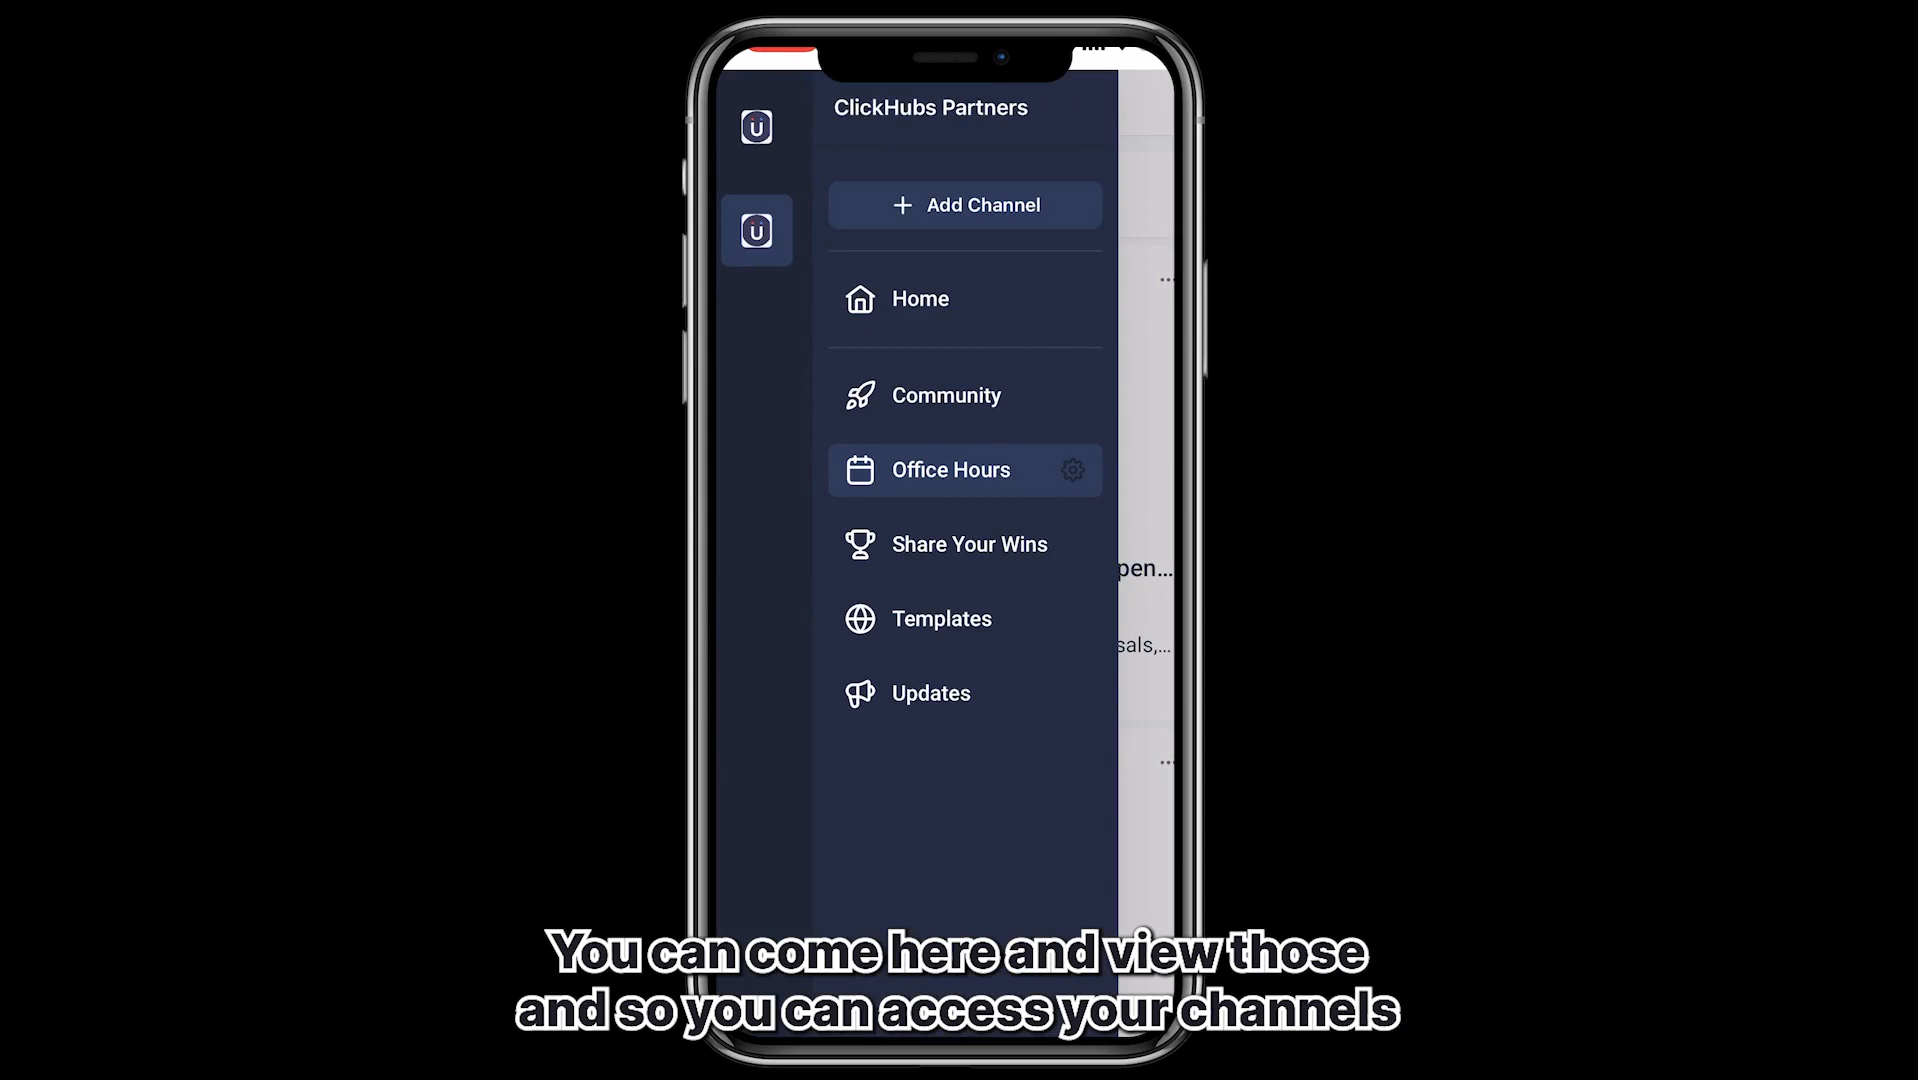 ClickHubs Partners
+ Add Channel
Home
Community
Office Hours
Share Your Wins
Templates
Updates
pen...
sals,...
You can come here and view those
and so you can access your channels